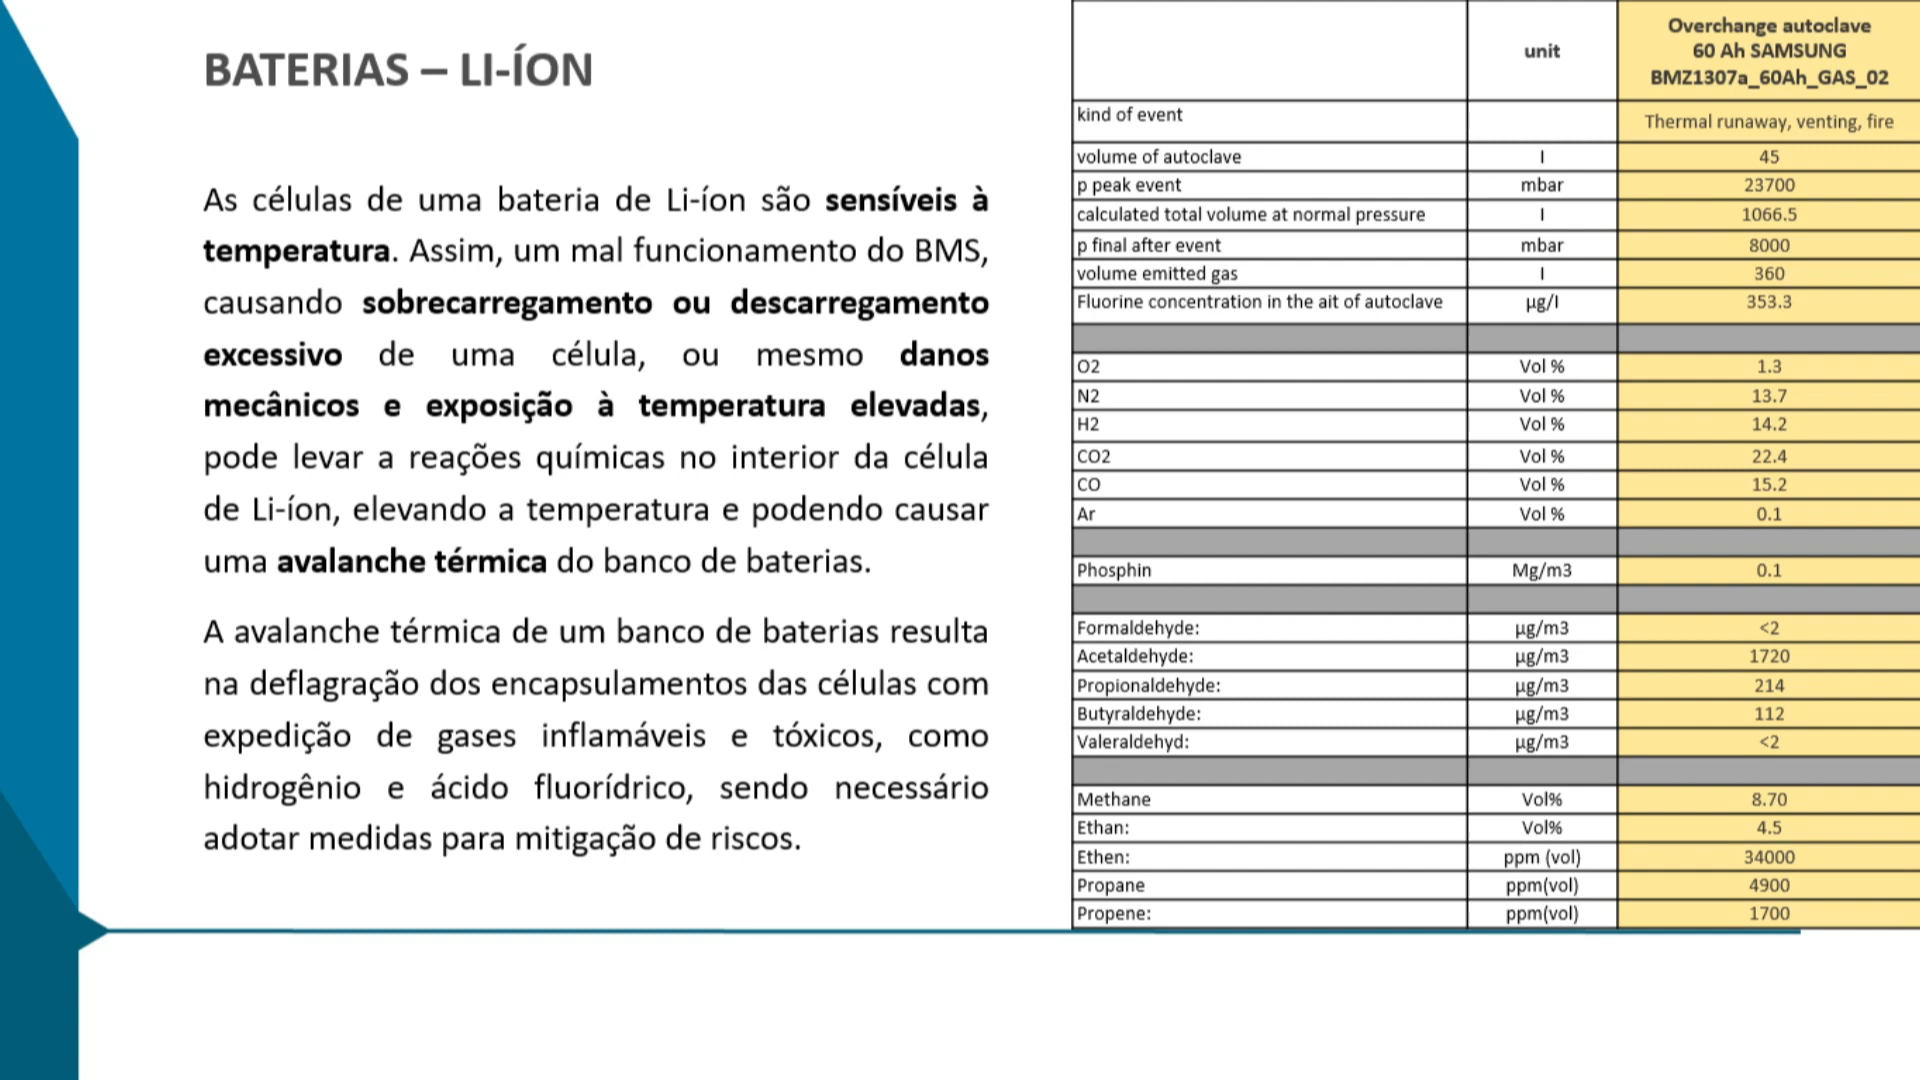 BATERIAS – LI-ÍON
As células de uma bateria de Li-íon são sensíveis à
temperatura. Assim, um mal funcionamento do BMS,
causando sobrecarregamento ou descarregamento
excessivo de uma célula, ou mesmo danos
mecânicos e exposição à temperatura elevadas,
pode levar a reações químicas no interior da célula
de Li-íon, elevando a temperatura e podendo causar
uma avalanche térmica do banco de baterias.
A avalanche térmica de um banco de baterias resulta
na deflagração dos encapsulamentos das células com
expedição de gases inflamáveis e tóxicos, como
hidrogênio e ácido fluorídrico, sendo necessário
adotar medidas para mitigação de riscos.
unit
Overchange autoclave
60 Ah SAMSUNG
BMZ1307a_60Ah_GAS_02
kind of event Thermal runaway, venting, fire
volume of autoclave l 45
p peak event mbar 23700
calculated total volume at normal pressure l 1066.5
p final after event mbar 8000
volume emitted gas l 360
Fluorine concentration in the ait of autoclave µg/l 353.3
O2 Vol % 1.3
N2 Vol % 13.7
H2 Vol % 14.2
CO2 Vol % 22.4
CO Vol % 15.2
Ar Vol % 0.1
Phosphin Mg/m3 0.1
Formaldehyde: µg/m3 <2
Acetaldehyde: µg/m3 1720
Propionaldehyde: µg/m3 214
Butyraldehyde: µg/m3 112
Valeraldehyd: µg/m3 <2
Methane Vol% 8.70
Ethan: Vol% 4.5
Ethen: ppm (vol) 34000
Propane ppm(vol) 4900
Propene: ppm(vol) 1700